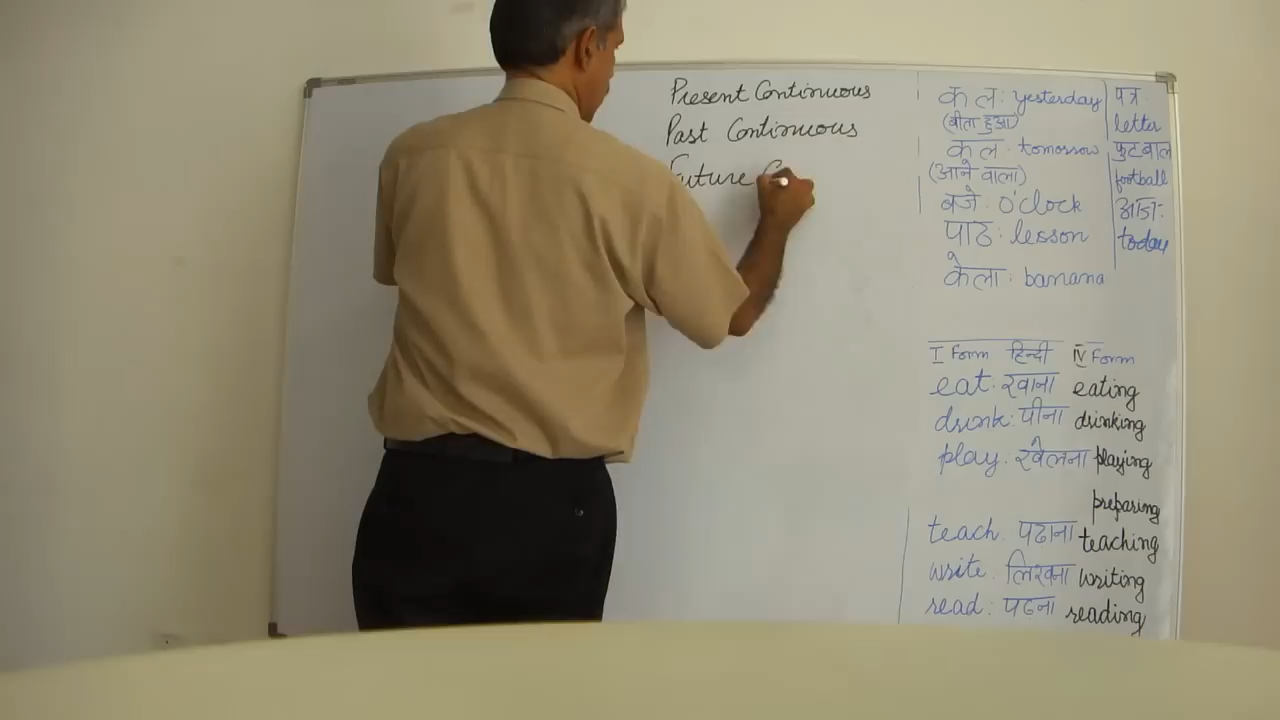 Present Continuous
Past Continuous
Future C
कल: yesterday
(बीता हुआ)
कल: tomorrow
(आने वाला)
बजे: o'clock
पाठ: lesson
केला: banana
पत्र
letter
फुटबाल
football
आज:
today
I Form हिन्दी IV Form
eat: खाना eating
drink: पीना drinking
play: खेलना playing
preparing
teach: पढाना teaching
write: लिखना writing
read: पढना reading